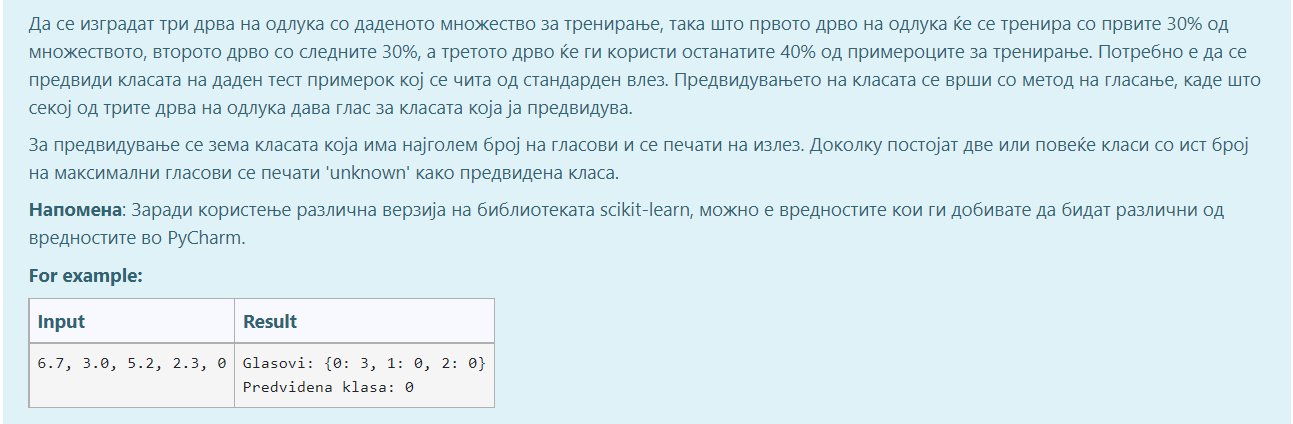 Да се изградат три дрва на одлука со даденото множество за тренирање, така што првото дрво на одлука ќе се тренира со првите 30% од
множеството, второто дрво со следните 30%, а третото дрво ќе ги користи останатите 40% од примероците за тренирање. Потребно е да се
предвиди класата на даден тест примерок кој се чита од стандарден влез. Предвидувањето на класата се врши со метод на гласање, каде што
секој од трите дрва на одлука дава глас за класата која ја предвидува.
За предвидување се зема класата која има најголем број на гласови и се печати на излез. Доколку постојат две или повеќе класи со ист број
на максимални гласови се печати 'unknown' како предвидена класа.
Напомена: Заради користење различна верзија на библиотеката scikit-learn, можно е вредностите кои ги добивате да бидат различни од
вредностите во PyCharm.
For example:
Input Result
6.7, 3.0, 5.2, 2.3, 0 Glasovi: {0: 3, 1: 0, 2: 0}
Predvidena klasa: 0